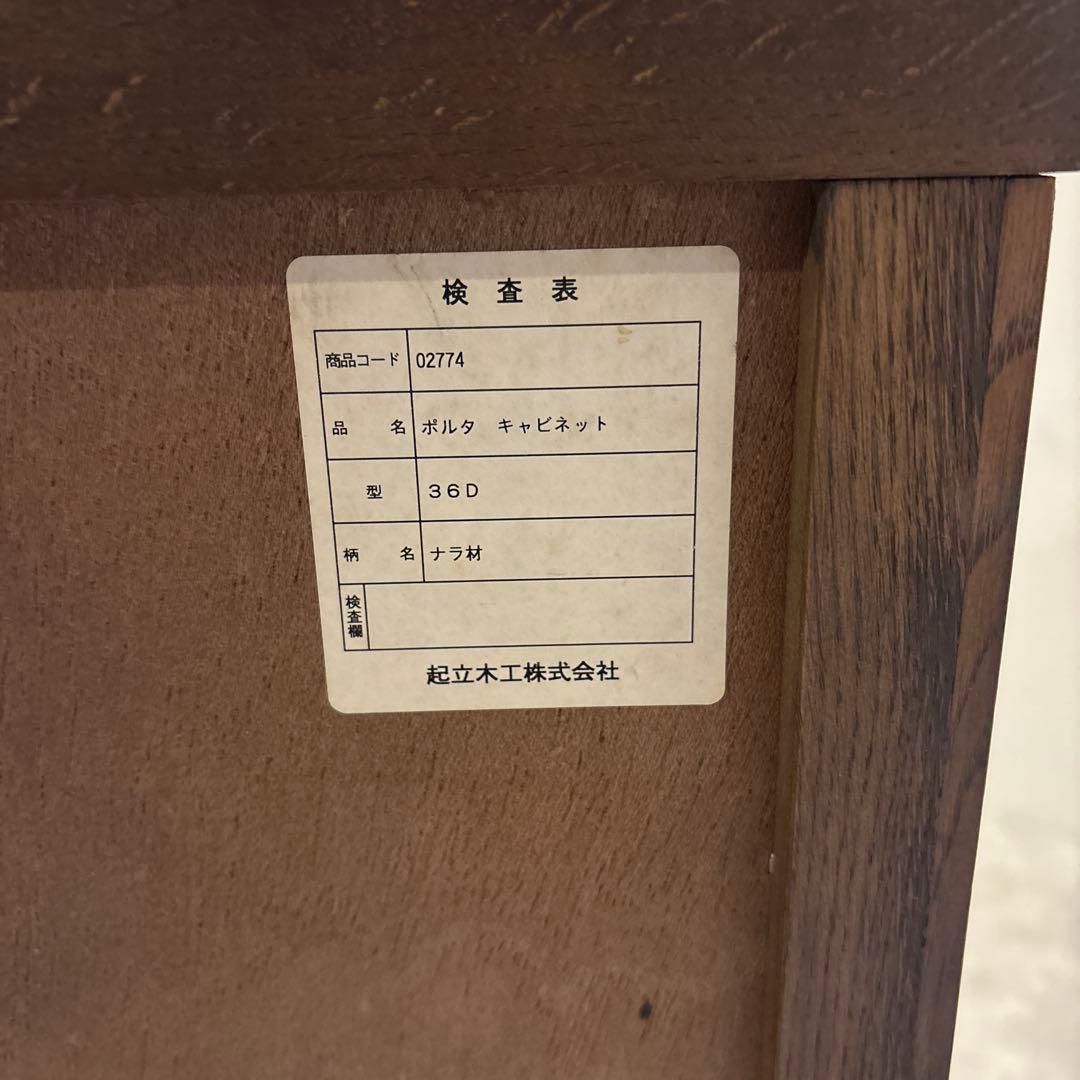 検 査 表
商品コード 02774
品 名 ポルタ キャビネット
型 36D
柄 名 ナラ材
検査欄
起立木工株式会社